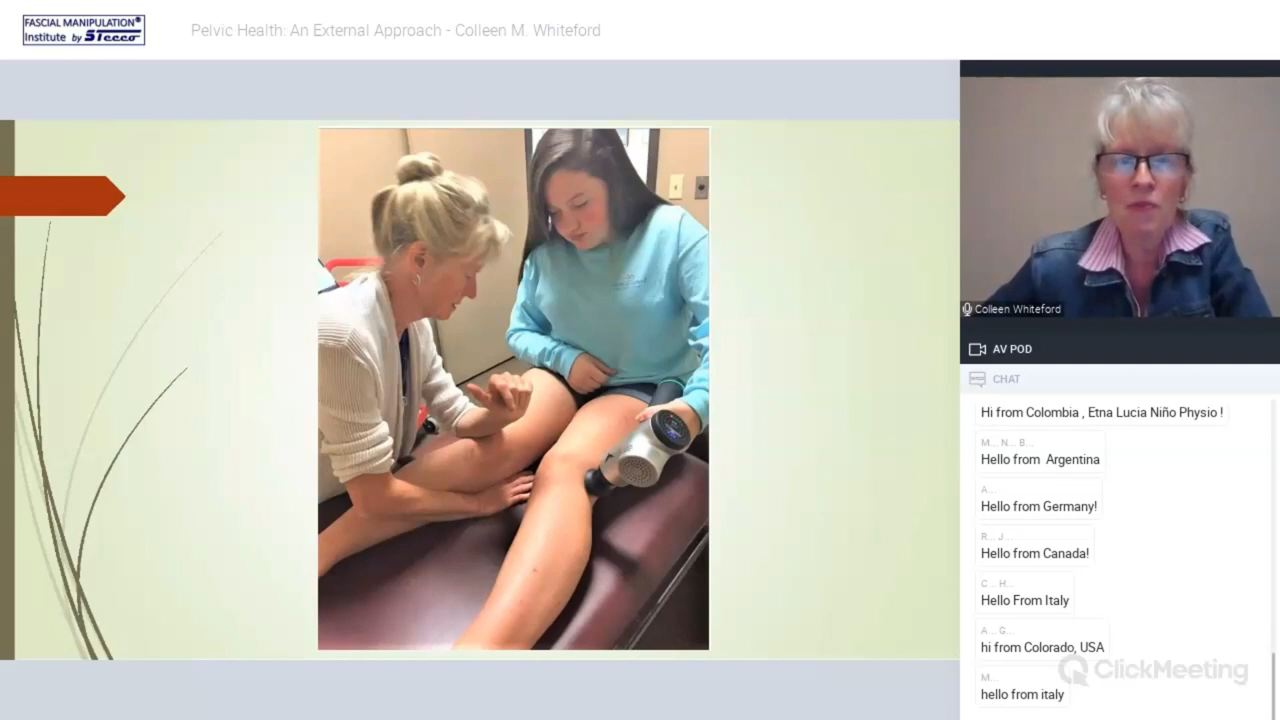 FASCIAL MANIPULATION®
Institute by Stecco
Pelvic Health: An External Approach - Colleen M. Whiteford
Colleen Whiteford
AV POD
CHAT
Hi from Colombia , Etna Lucia Niño Physio !
M... N... B...
Hello from Argentina
A...
Hello from Germany!
R... J...
Hello from Canada!
C... H...
Hello From Italy
A... G...
hi from Colorado, USA
ClickMeeting
M...
hello from italy